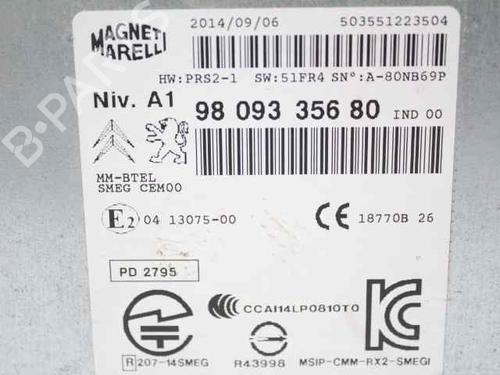 MAGNETI MARELLI
2014/09/06
503551223504
HW:PRS2-1 SW:51FR4 SN°:A-80NB69P
Niv. A1
98 093 356 80 IND 00
MM-BTEL
SMEG CEM00
E2 04 13075-00
CE 18770B 26
PD 2795
CCAI14LP0810T0
R 207-14SMEG
R43998
MSIP-CMM-RX2-SMEGI
B-PARTS